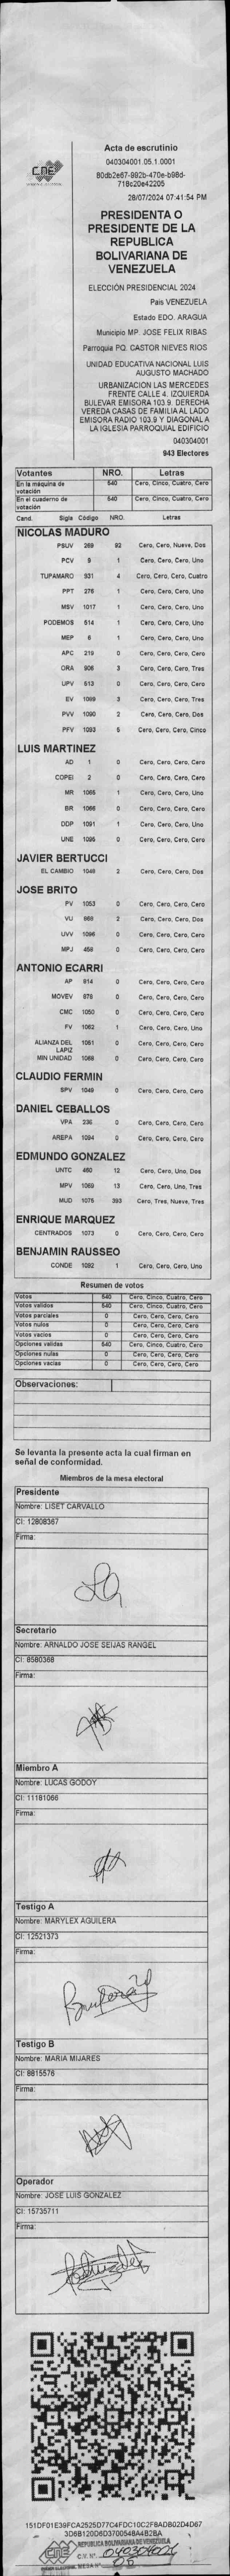 CNE
Acta de escrutinio
040304001.05.1.0001
80db2e67-992b-470e-b98d-
718c20e42205
28/07/2024 07:41:54 PM
PRESIDENTA O
PRESIDENTE DE LA
REPUBLICA
BOLIVARIANA DE
VENEZUELA
ELECCIÓN PRESIDENCIAL 2024
Pais VENEZUELA
Estado EDO. ARAGUA
Municipio MP. JOSE FELIX RIBAS
Parroquia PQ. CASTOR NIEVES RIOS
UNIDAD EDUCATIVA NACIONAL LUIS
AUGUSTO MACHADO
URBANIZACION LAS MERCEDES
FRENTE CALLE 4. IZQUIERDA
BULEVAR EMISORA 103.9. DERECHA
VEREDA CASAS DE FAMILIA AL LADO
EMISORA RADIO 103.9 Y DIAGONAL A
LA IGLESIA PARROQUIAL EDIFICIO
040304001
943 Electores
Votantes NRO. Letras
En la máquina de votación 540 Cero, Cinco, Cuatro, Cero
En el cuaderno de votación 540 Cero, Cinco, Cuatro, Cero
Cand. Sigla Código NRO. Letras
NICOLAS MADURO
PSUV 269 92 Cero, Cero, Nueve, Dos
PCV 9 1 Cero, Cero, Cero, Uno
TUPAMARO 931 4 Cero, Cero, Cero, Cuatro
PPT 276 1 Cero, Cero, Cero, Uno
MSV 1017 1 Cero, Cero, Cero, Uno
PODEMOS 514 1 Cero, Cero, Cero, Uno
MEP 6 1 Cero, Cero, Cero, Uno
APC 219 0 Cero, Cero, Cero, Cero
ORA 906 3 Cero, Cero, Cero, Tres
UPV 613 0 Cero, Cero, Cero, Cero
EV 1089 3 Cero, Cero, Cero, Tres
PVV 1090 2 Cero, Cero, Cero, Dos
PFV 1093 5 Cero, Cero, Cero, Cinco
LUIS MARTINEZ
AD 1 0 Cero, Cero, Cero, Cero
COPEI 2 0 Cero, Cero, Cero, Cero
MR 1065 1 Cero, Cero, Cero, Uno
BR 1066 0 Cero, Cero, Cero, Cero
DDP 1091 1 Cero, Cero, Cero, Uno
UNE 1095 0 Cero, Cero, Cero, Cero
JAVIER BERTUCCI
EL CAMBIO 1048 2 Cero, Cero, Cero, Dos
JOSE BRITO
PV 1053 0 Cero, Cero, Cero, Cero
VU 868 2 Cero, Cero, Cero, Dos
UVV 1096 0 Cero, Cero, Cero, Cero
MPJ 459 0 Cero, Cero, Cero, Cero
ANTONIO ECARRI
AP 914 0 Cero, Cero, Cero, Cero
MOVEV 878 0 Cero, Cero, Cero, Cero
CMC 1050 0 Cero, Cero, Cero, Cero
FV 1062 1 Cero, Cero, Cero, Uno
ALIANZA DEL LAPIZ 1051 0 Cero, Cero, Cero, Cero
MIN UNIDAD 1088 0 Cero, Cero, Cero, Cero
CLAUDIO FERMIN
SPV 1049 0 Cero, Cero, Cero, Cero
DANIEL CEBALLOS
VPA 236 0 Cero, Cero, Cero, Cero
AREPA 1094 0 Cero, Cero, Cero, Cero
EDMUNDO GONZALEZ
UNTC 460 12 Cero, Cero, Uno, Dos
MPV 1069 13 Cero, Cero, Uno, Tres
MUD 1075 393 Cero, Tres, Nueve, Tres
ENRIQUE MARQUEZ
CENTRADOS 1073 0 Cero, Cero, Cero, Cero
BENJAMIN RAUSSEO
CONDE 1092 1 Cero, Cero, Cero, Uno
Resumen de votos
Votos 540 Cero, Cinco, Cuatro, Cero
Votos validos 540 Cero, Cinco, Cuatro, Cero
Votos parciales 0 Cero, Cero, Cero, Cero
Votos nulos 0 Cero, Cero, Cero, Cero
Votos vacios 0 Cero, Cero, Cero, Cero
Opciones validas 540 Cero, Cinco, Cuatro, Cero
Opciones nulas 0 Cero, Cero, Cero, Cero
Opciones vacias 0 Cero, Cero, Cero, Cero
Observaciones:
Se levanta la presente acta la cual firman en
señal de conformidad.
Miembros de la mesa electoral
Presidente
Nombre: LISET CARVALLO
CI: 12808367
Firma:
Secretario
Nombre: ARNALDO JOSE SEIJAS RANGEL
CI: 8580368
Firma:
Miembro A
Nombre: LUCAS GODOY
CI: 11181066
Firma:
Testigo A
Nombre: MARYLEX AGUILERA
CI: 12521373
Firma:
Testigo B
Nombre: MARIA MIJARES
CI: 8815576
Firma:
Operador
Nombre: JOSE LUIS GONZALEZ
CI: 15735711
Firma:
151DF01E39FCA2525D77C4FDC10C2F8ADB02D4D67
3D6B120D6D370054BA4B2BA
REPUBLICA BOLIVARIANA DE VENEZUELA
CNE C.V. Nº 040304001
MESA Nº 05